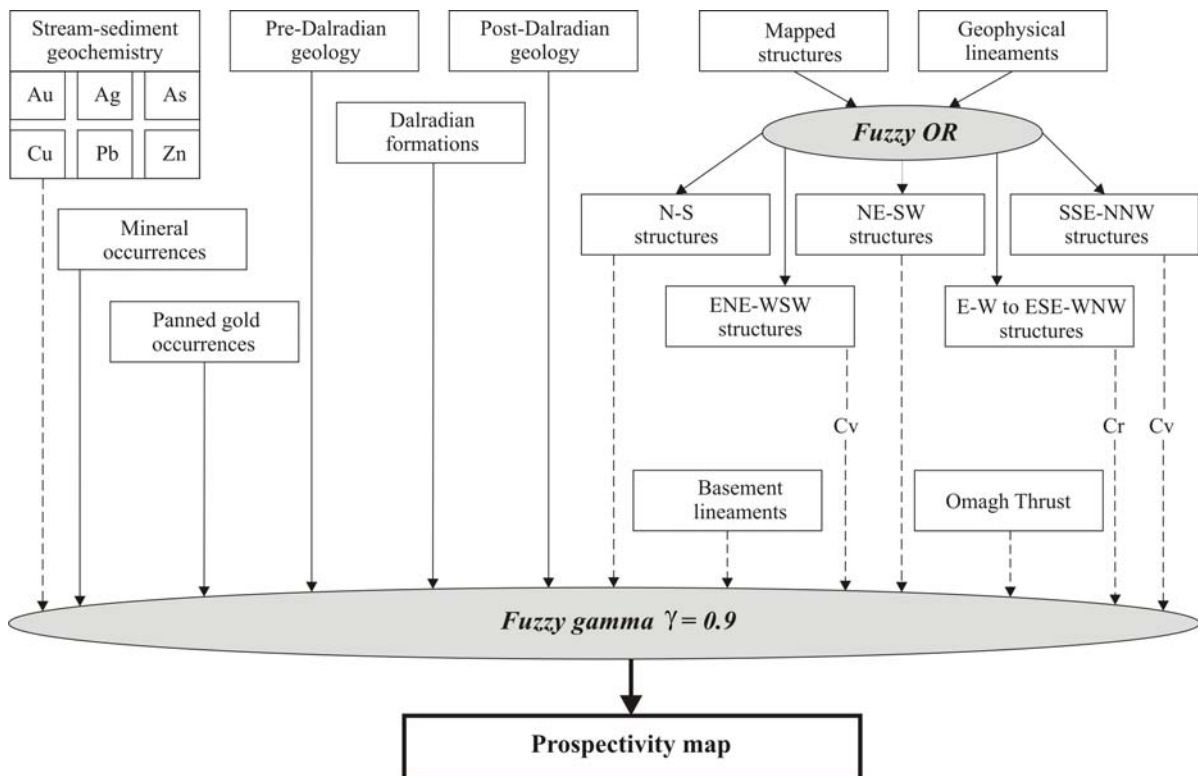 Stream-sediment
geochemistry
Au Ag As
Cu Pb Zn
Pre-Dalradian
geology
Post-Dalradian
geology
Mapped
structures
Geophysical
lineaments
Dalradian
formations
Fuzzy OR
N-S
structures
NE-SW
structures
SSE-NNW
structures
Mineral
occurrences
ENE-WSW
structures
E-W to ESE-WNW
structures
Panned gold
occurrences
Cv
Cr
Cv
Basement
lineaments
Omagh Thrust
Fuzzy gamma γ = 0.9
Prospectivity map